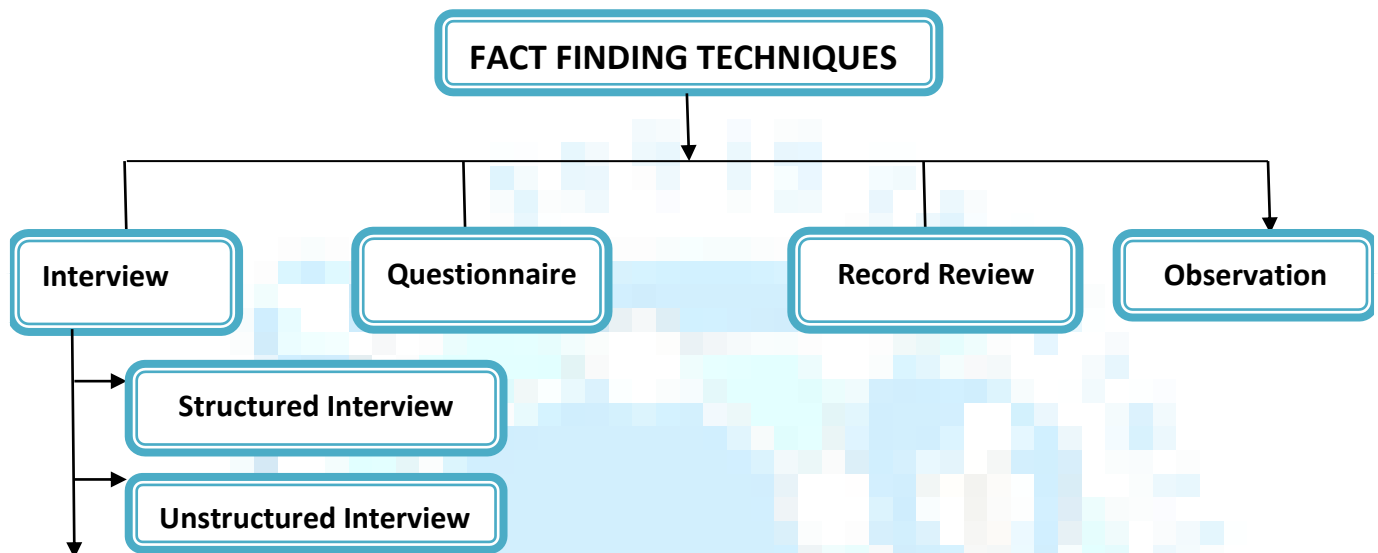 FACT FINDING TECHNIQUES
Interview
Questionnaire
Record Review
Observation
Structured Interview
Unstructured Interview